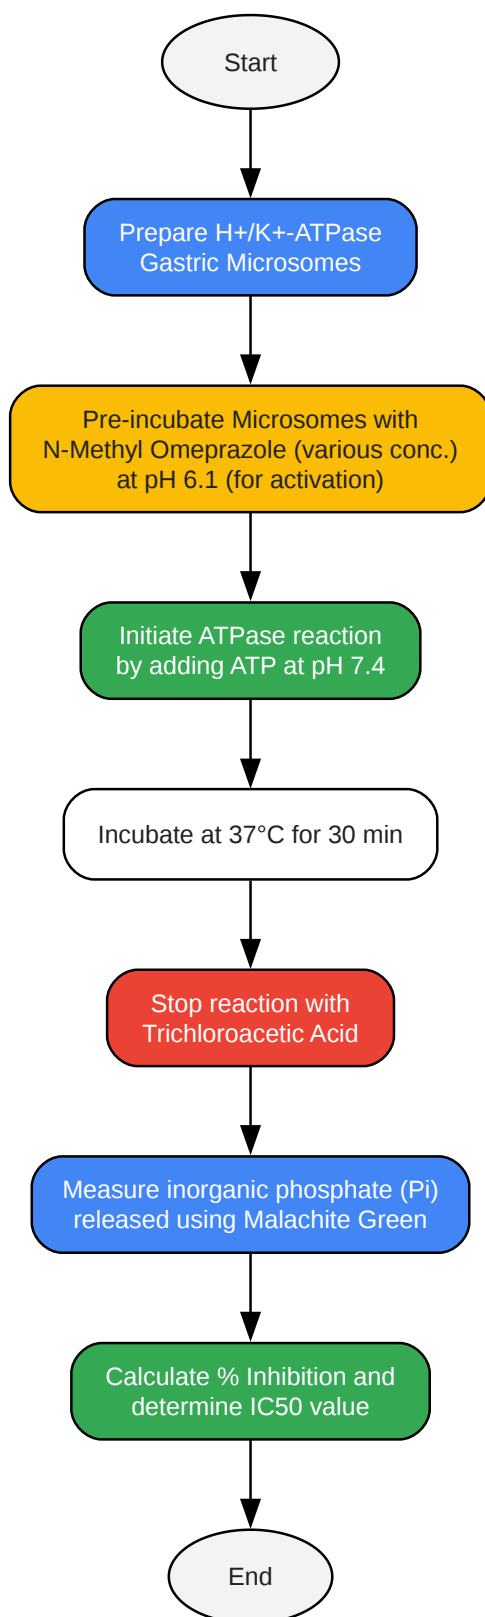 Start
Prepare H+/K+-ATPase
Gastric Microsomes
Pre-incubate Microsomes with
N-Methyl Omeprazole (various conc.)
at pH 6.1 (for activation)
Initiate ATPase reaction
by adding ATP at pH 7.4
Incubate at 37°C for 30 min
Stop reaction with
Trichloroacetic Acid
Measure inorganic phosphate (Pi)
released using Malachite Green
Calculate % Inhibition and
determine IC50 value
End